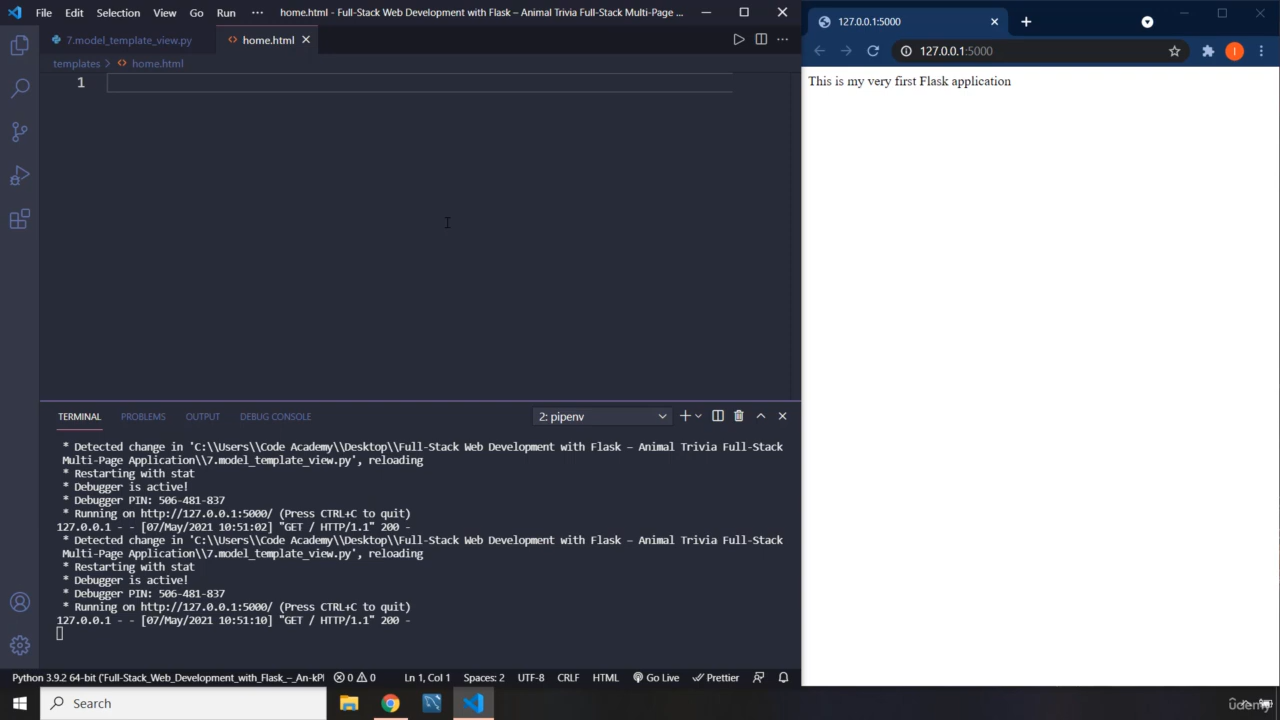 File Edit Selection View Go Run ··· home.html - Full-Stack Web Development with Flask – Animal Trivia Full-Stack Multi-Page ...
7.model_template_view.py home.html
templates > home.html
1
TERMINAL PROBLEMS OUTPUT DEBUG CONSOLE 2: pipenv
* Detected change in 'C:\\Users\\Code Academy\\Desktop\\Full-Stack Web Development with Flask – Animal Trivia Full-Stack
Multi-Page Application\\7.model_template_view.py', reloading
* Restarting with stat
* Debugger is active!
* Debugger PIN: 506-481-837
* Running on http://127.0.0.1:5000/ (Press CTRL+C to quit)
127.0.0.1 - - [07/May/2021 10:51:02] "GET / HTTP/1.1" 200 -
* Detected change in 'C:\\Users\\Code Academy\\Desktop\\Full-Stack Web Development with Flask – Animal Trivia Full-Stack
Multi-Page Application\\7.model_template_view.py', reloading
* Restarting with stat
* Debugger is active!
* Debugger PIN: 506-481-837
* Running on http://127.0.0.1:5000/ (Press CTRL+C to quit)
127.0.0.1 - - [07/May/2021 10:51:10] "GET / HTTP/1.1" 200 -
Python 3.9.2 64-bit ('Full-Stack_Web_Development_with_Flask_–_An-kPl 0 0 Ln 1, Col 1 Spaces: 2 UTF-8 CRLF HTML Go Live Prettier
127.0.0.1:5000
127.0.0.1:5000
I
This is my very first Flask application
Search
udemy